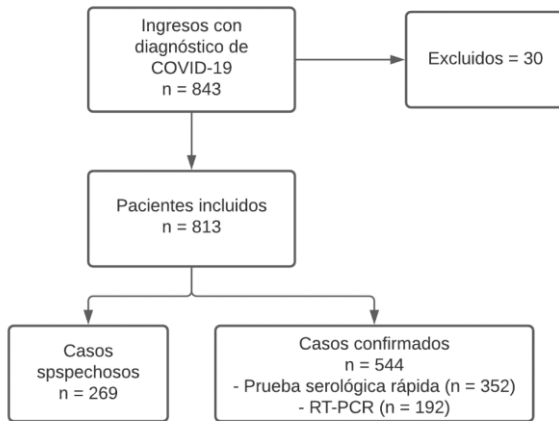 Ingresos con
diagnóstico de
COVID-19
n = 843
Excluidos = 30
Pacientes incluidos
n = 813
Casos
spspechosos
n = 269
Casos confirmados
n = 544
- Prueba serológica rápida (n = 352)
- RT-PCR (n = 192)